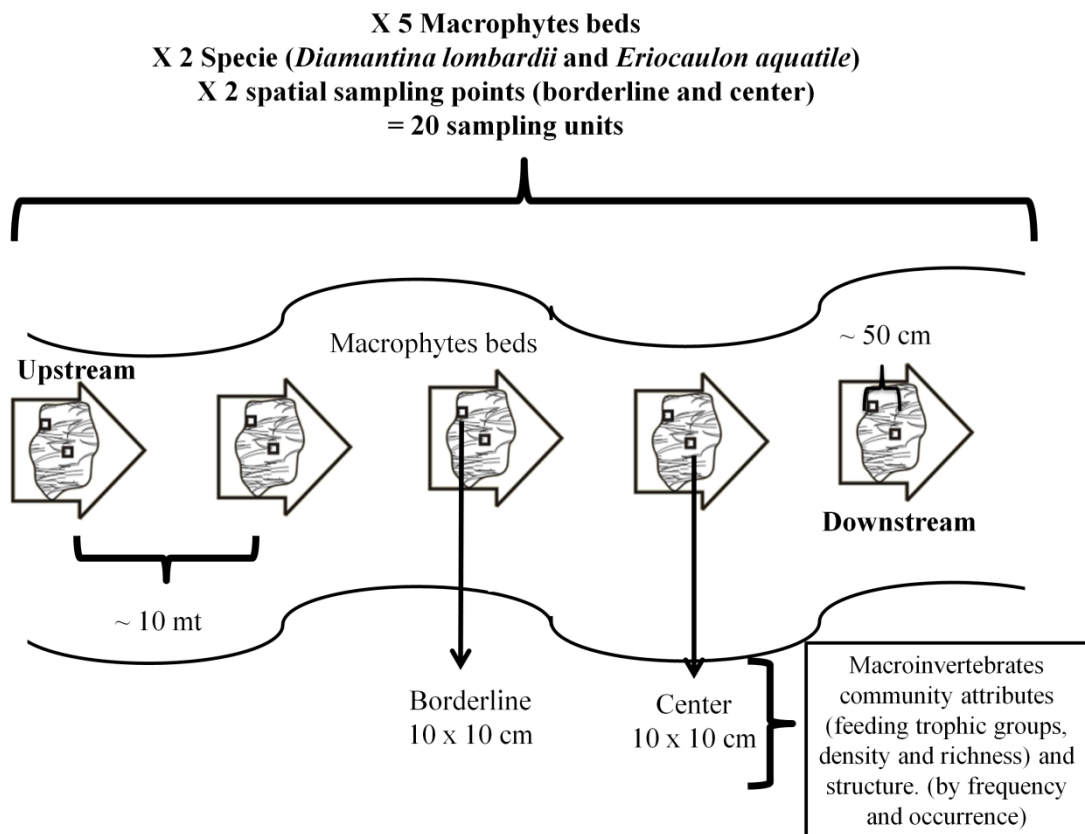 X 5 Macrophytes beds
X 2 Specie (Diamantina lombardii and Eriocaulon aquatile)
X 2 spatial sampling points (borderline and center)
= 20 sampling units
Upstream
Macrophytes beds
~ 50 cm
Downstream
~ 10 mt
Borderline
10 x 10 cm
Center
10 x 10 cm
Macroinvertebrates
community attributes
(feeding trophic groups,
density and richness) and
structure. (by frequency
and occurrence)